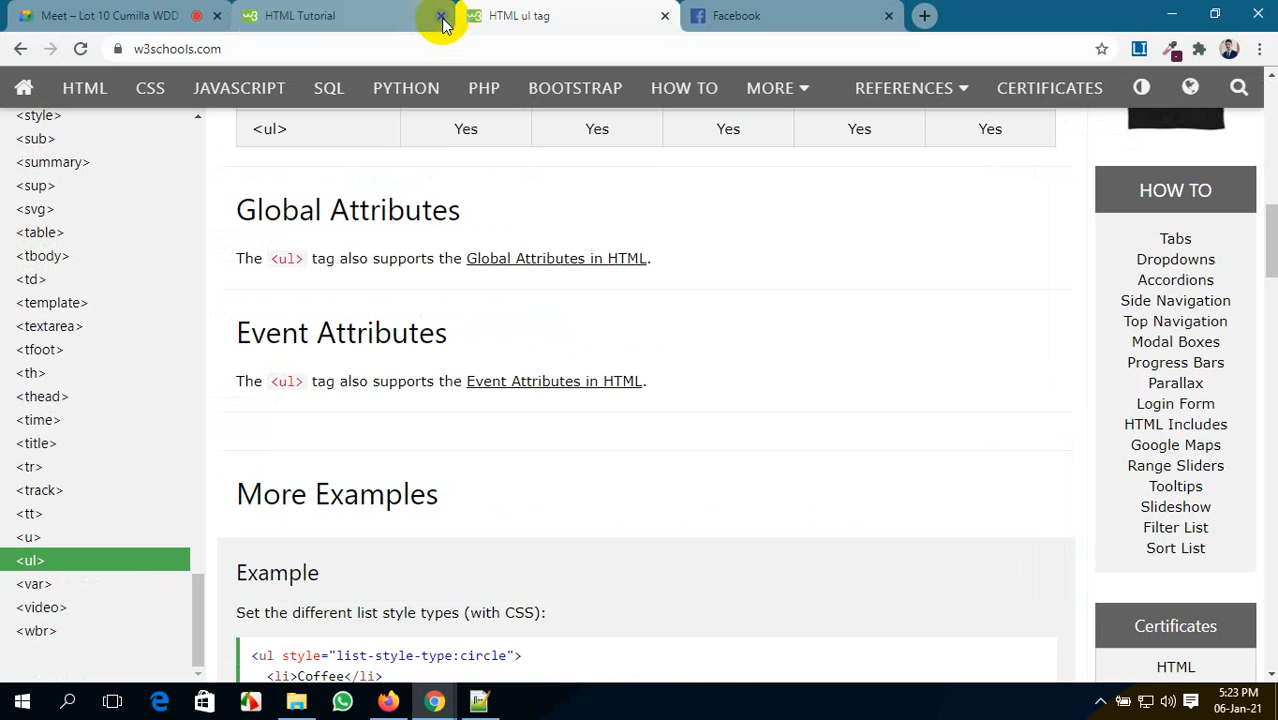 Meet – Lot 10 Cumilla WDD
HTML Tutorial
HTML ul tag
Facebook
w3schools.com
HTML CSS JAVASCRIPT SQL PYTHON PHP BOOTSTRAP HOW TO MORE REFERENCES CERTIFICATES
<style>
<sub>
<summary>
<sup>
<svg>
<table>
<tbody>
<td>
<template>
<textarea>
<tfoot>
<th>
<thead>
<time>
<title>
<tr>
<track>
<tt>
<u>
<ul>
<var>
<video>
<wbr>
<ul> Yes Yes Yes Yes Yes
Global Attributes
The <ul> tag also supports the Global Attributes in HTML.
Event Attributes
The <ul> tag also supports the Event Attributes in HTML.
More Examples
Example
Set the different list style types (with CSS):
<ul style="list-style-type:circle">
<li>Coffee</li>
HOW TO
Tabs
Dropdowns
Accordions
Side Navigation
Top Navigation
Modal Boxes
Progress Bars
Parallax
Login Form
HTML Includes
Google Maps
Range Sliders
Tooltips
Slideshow
Filter List
Sort List
Certificates
HTML
5:23 PM
06-Jan-21